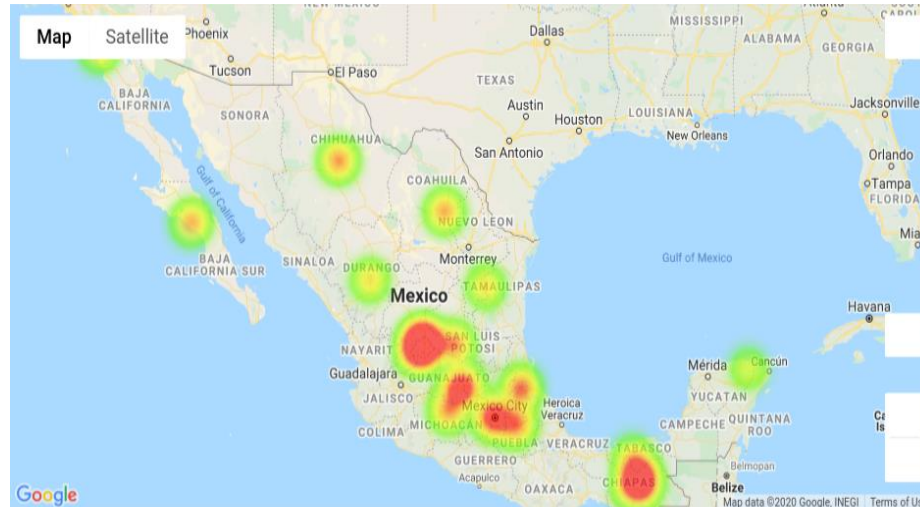 Map
Satellite
Phoenix
Tucson
El Paso
Dallas
MISSISSIPPI
ALABAMA
GEORGIA
TEXAS
BAJA
CALIFORNIA
SONORA
Austin
Houston
LOUISIANA
Jacksonville
CHIHUAHUA
San Antonio
New Orleans
Orlando
Gulf of California
COAHUILA
Tampa
FLORIDA
NUEVO LEON
BAJA
CALIFORNIA SUR
SINALOA
DURANGO
Monterrey
Gulf of Mexico
Mexico
TAMAULIPAS
Havana
NAYARIT
SAN LUIS
POTOSI
Guadalajara
GUANAJUATO
JALISCO
Mérida
Cancún
YUCATAN
Mexico City
Heroica
Veracruz
COLIMA
MICHOACÁN
CAMPECHE
QUINTANA
ROO
PUEBLA
VERACRUZ
TABASCO
GUERRERO
Acapulco
OAXACA
CHIAPAS
Belmopan
Belize
Google
Map data ©2020 Google, INEGI
Terms of